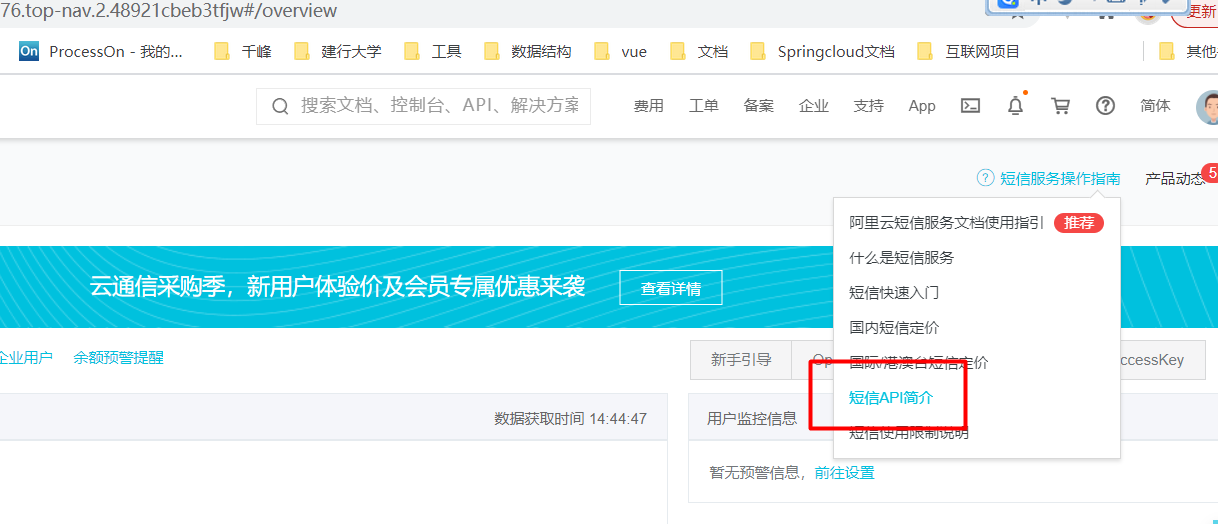 76.top-nav.2.48921cbeb3tfjw#/overview
更新
On ProcessOn - 我的... 千峰 建行大学 工具 数据结构 vue 文档 Springcloud文档 互联网项目 其他
搜索文档、控制台、API、解决方案 费用 工单 备案 企业 支持 App 简体
短信服务操作指南 产品动态 5
阿里云短信服务文档使用指引 推荐
什么是短信服务
云通信采购季，新用户体验价及会员专属优惠来袭 查看详情
短信快速入门
国内短信定价
企业用户 余额预警提醒
新手引导 Op ccessKey
国际/港澳台短信定价
短信API简介
数据获取时间 14:44:47
用户监控信息
短信使用限制说明
暂无预警信息，前往设置